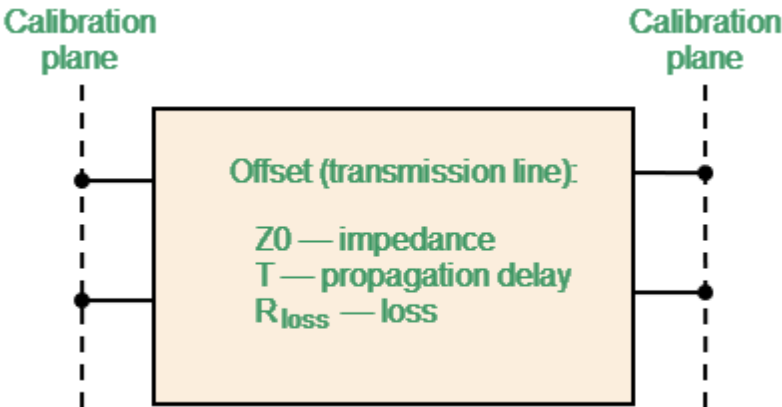 Calibration
plane
Calibration
plane
Offset (transmission line):
Z0 — impedance
T — propagation delay
Rloss — loss